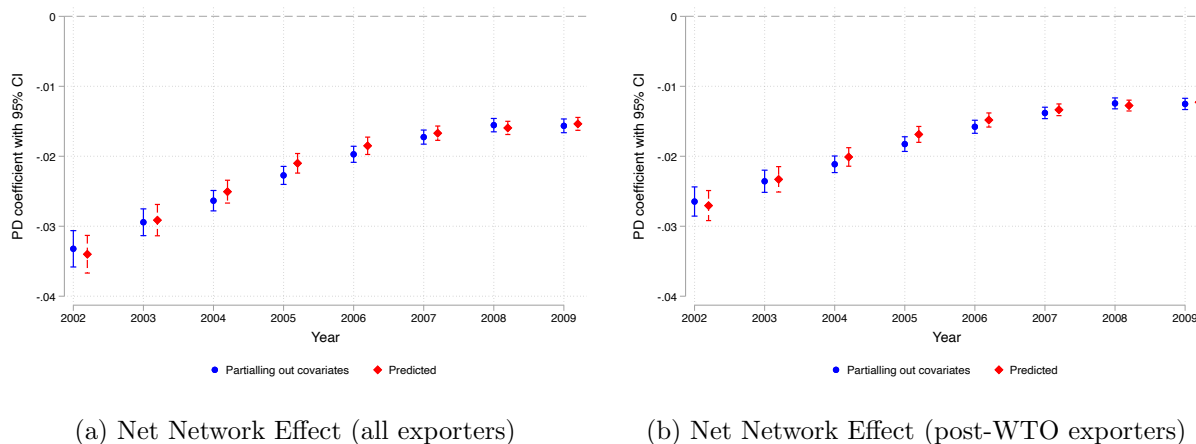 PD coefficient with 95% CI
0
-.01
-.02
-.03
-.04
2002 2003 2004 2005 2006 2007 2008 2009
Year
Partialling out covariates Predicted
(a) Net Network Effect (all exporters)
PD coefficient with 95% CI
0
-.01
-.02
-.03
-.04
2002 2003 2004 2005 2006 2007 2008 2009
Year
Partialling out covariates Predicted
(b) Net Network Effect (post-WTO exporters)